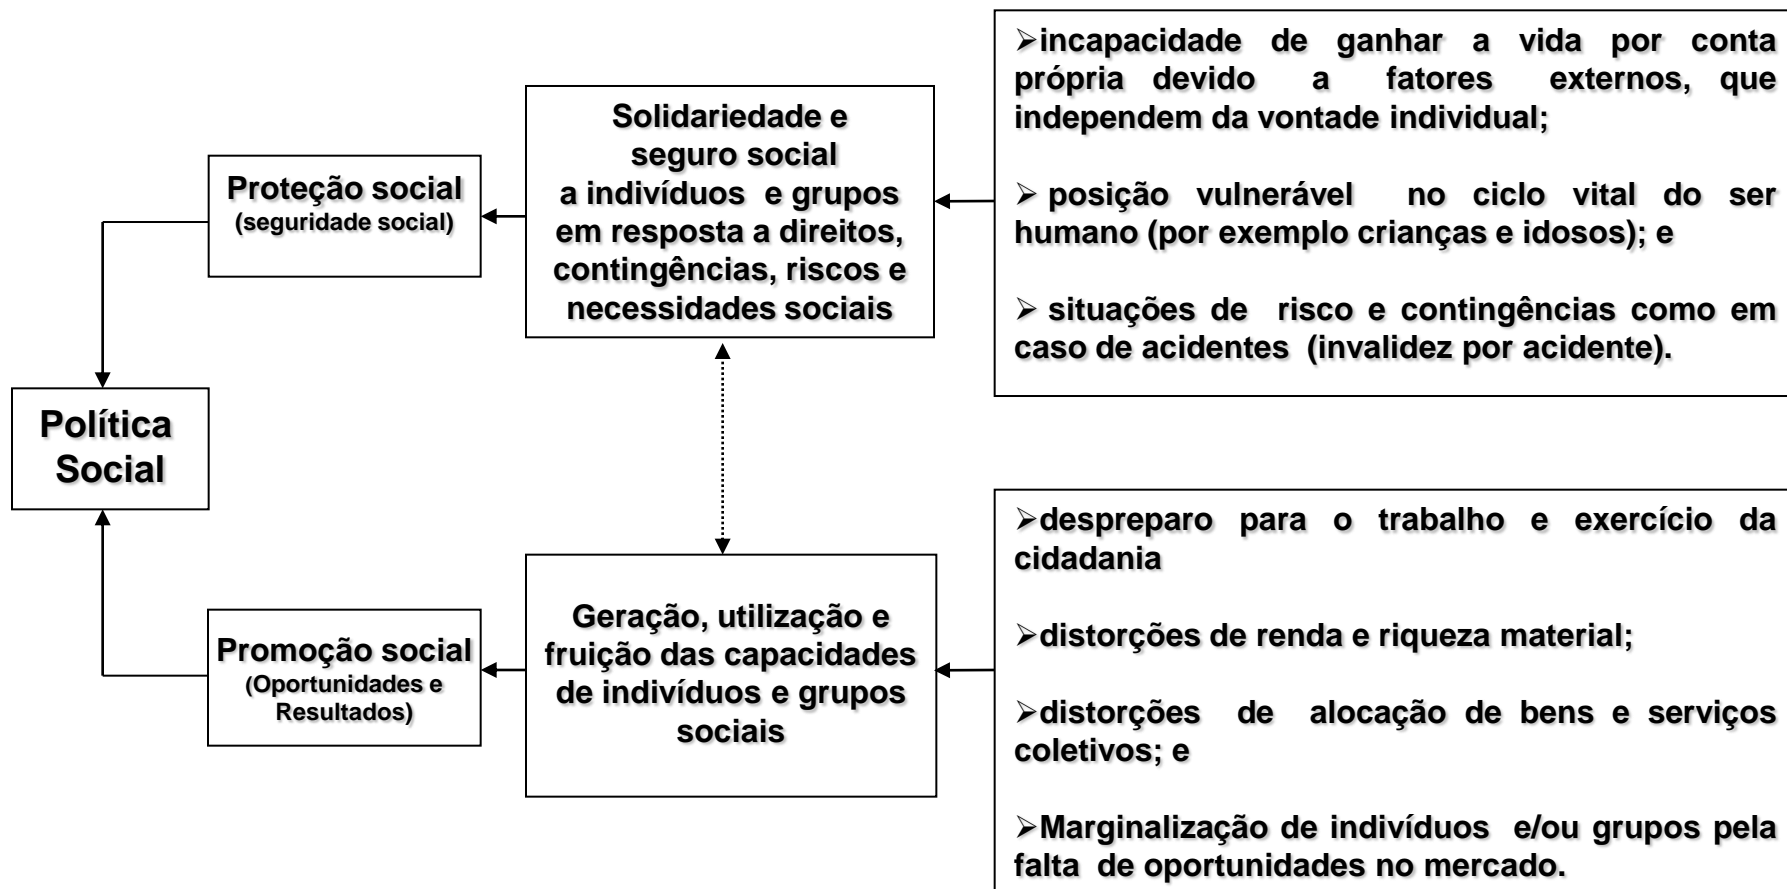 Política
Social
Proteção social
(seguridade social)
Solidariedade e
seguro social
a indivíduos e grupos
em resposta a direitos,
contingências, riscos e
necessidades sociais
➢incapacidade de ganhar a vida por conta
própria devido a fatores externos, que
independem da vontade individual;
➢ posição vulnerável no ciclo vital do ser
humano (por exemplo crianças e idosos); e
➢ situações de risco e contingências como em
caso de acidentes (invalidez por acidente).
Promoção social
(Oportunidades e
Resultados)
Geração, utilização e
fruição das capacidades
de indivíduos e grupos
sociais
➢despreparo para o trabalho e exercício da
cidadania
➢distorções de renda e riqueza material;
➢distorções de alocação de bens e serviços
coletivos; e
➢Marginalização de indivíduos e/ou grupos pela
falta de oportunidades no mercado.